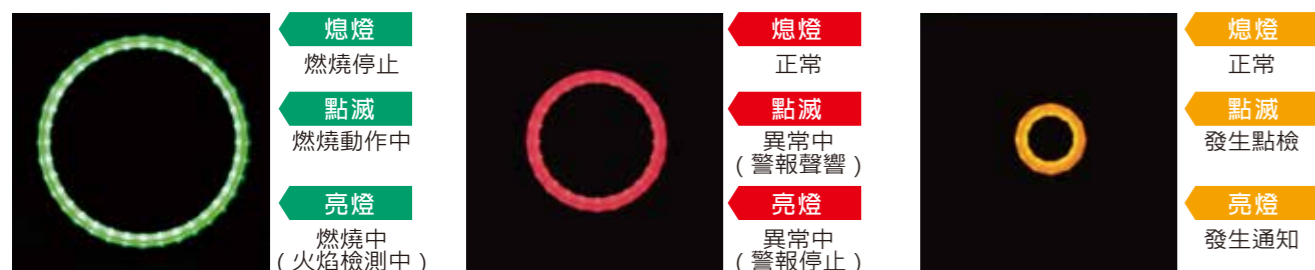 熄燈
燃燒停止
點滅
燃燒動作中
亮燈
燃燒中
(火焰檢測中)
熄燈
正常
點滅
異常中
(警報聲響)
亮燈
異常中
(警報停止)
熄燈
正常
點滅
發生點檢
亮燈
發生通知